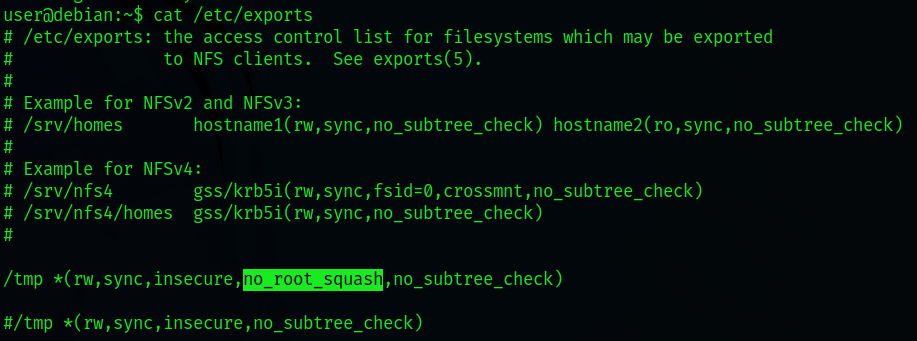 user@debian:~$ cat /etc/exports
# /etc/exports: the access control list for filesystems which may be exported
#               to NFS clients.  See exports(5).
#
# Example for NFSv2 and NFSv3:
# /srv/homes       hostname1(rw,sync,no_subtree_check) hostname2(ro,sync,no_subtree_check)
#
# Example for NFSv4:
# /srv/nfs4        gss/krb5i(rw,sync,fsid=0,crossmnt,no_subtree_check)
# /srv/nfs4/homes  gss/krb5i(rw,sync,no_subtree_check)
#
/tmp *(rw,sync,insecure,no_root_squash,no_subtree_check)
#/tmp *(rw,sync,insecure,no_subtree_check)